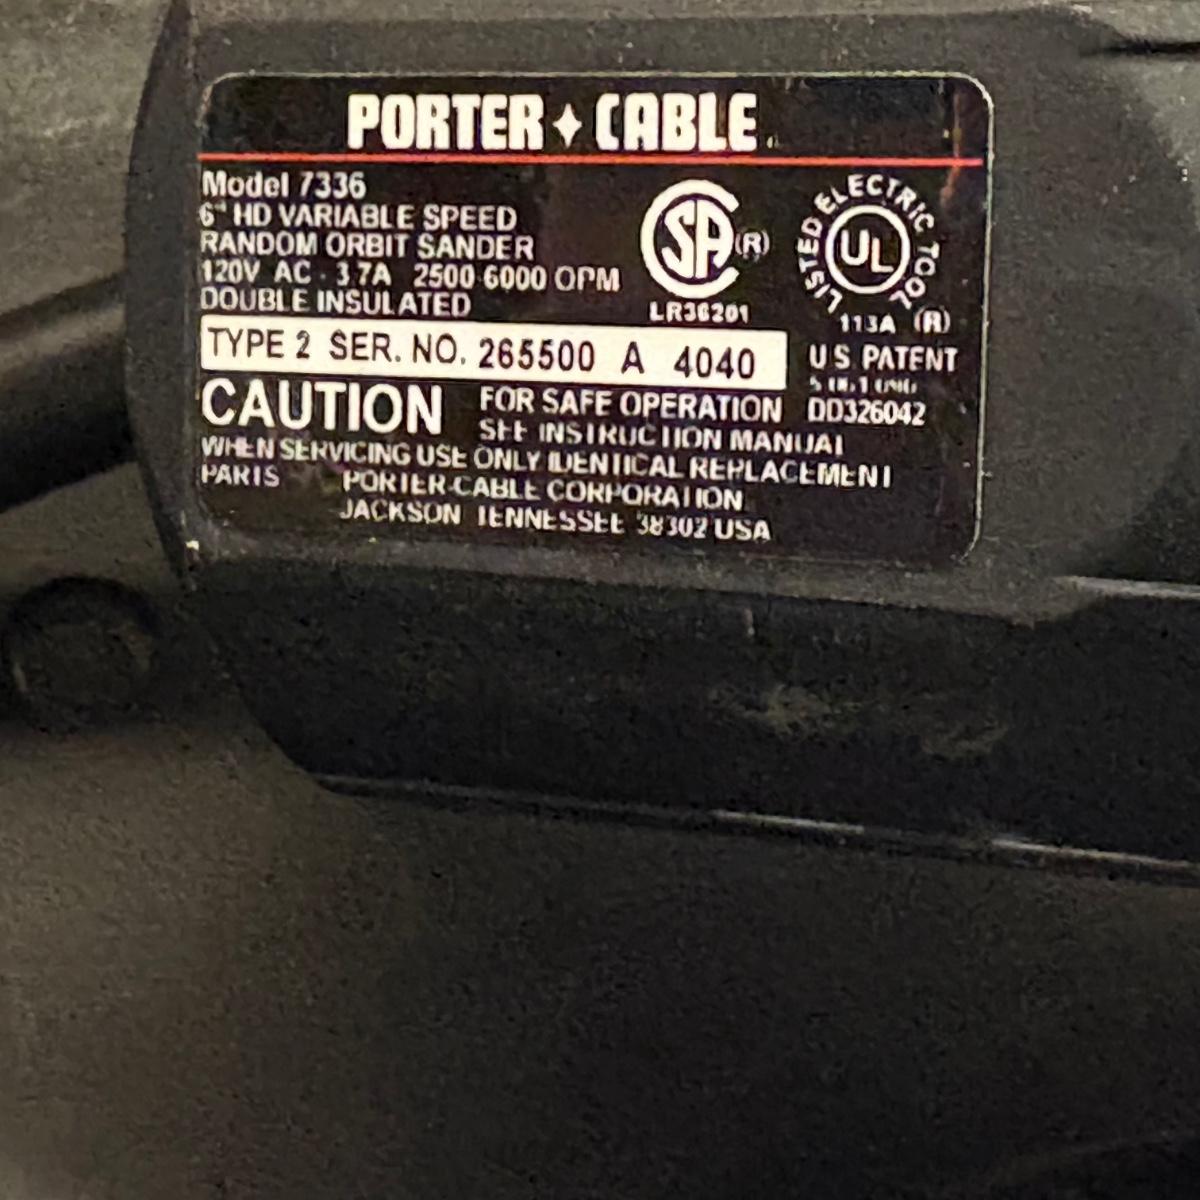 PORTER CABLE
Model 7336
6" HD VARIABLE SPEED
RANDOM ORBIT SANDER
120V AC - 3.7A 2500-6000 OPM
DOUBLE INSULATED
SA (R)
LR36201
LISTED ELECTRIC TOOL
UL
113A (R)
TYPE 2 SER. NO. 265500 A 4040
U S PATENT
DD326042
CAUTION FOR SAFE OPERATION
SEE INSTRUCTION MANUAL
WHEN SERVICING USE ONLY IDENTICAL REPLACEMENT
PARTS PORTER-CABLE CORPORATION
JACKSON TENNESSEE 38302 USA